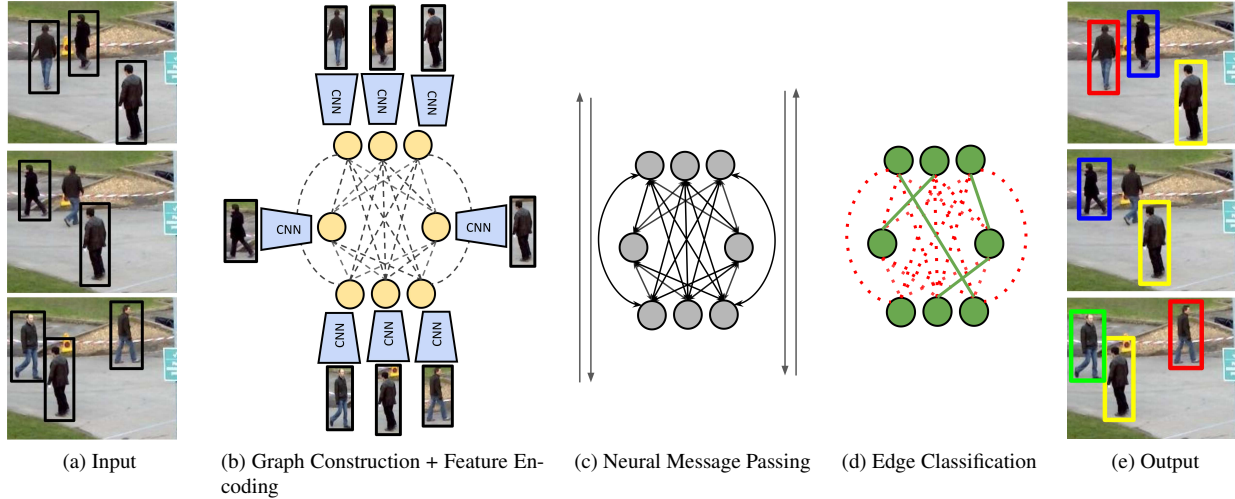 CNN
CNN
CNN
CNN
CNN
CNN
CNN
CNN
(a) Input
(b) Graph Construction + Feature En-
coding
(c) Neural Message Passing
(d) Edge Classification
(e) Output